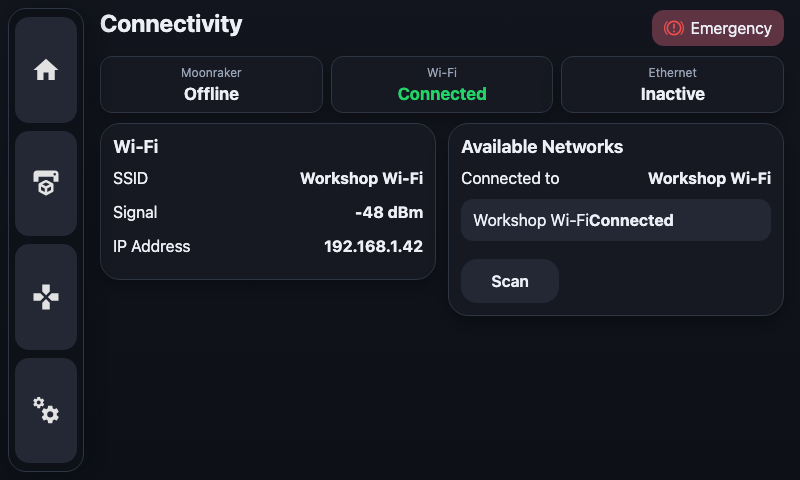 Connectivity
Emergency
Moonraker
Offline
Wi-Fi
Connected
Ethernet
Inactive
Wi-Fi
SSID Workshop Wi-Fi
Signal -48 dBm
IP Address 192.168.1.42
Available Networks
Connected to Workshop Wi-Fi
Workshop Wi-FiConnected
Scan